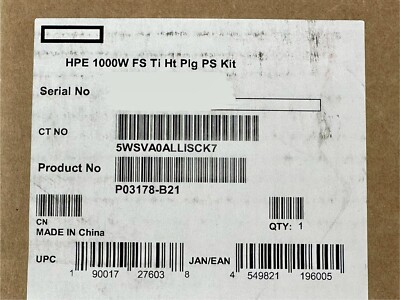 HPE 1000W FS Ti Ht Plg PS Kit
Serial No
CT NO
5WSVA0ALLISCK7
Product No
P03178-B21
CN
QTY: 1
MADE IN China
UPC 1 90017 27603 8 JAN/EAN 4 549821 196005